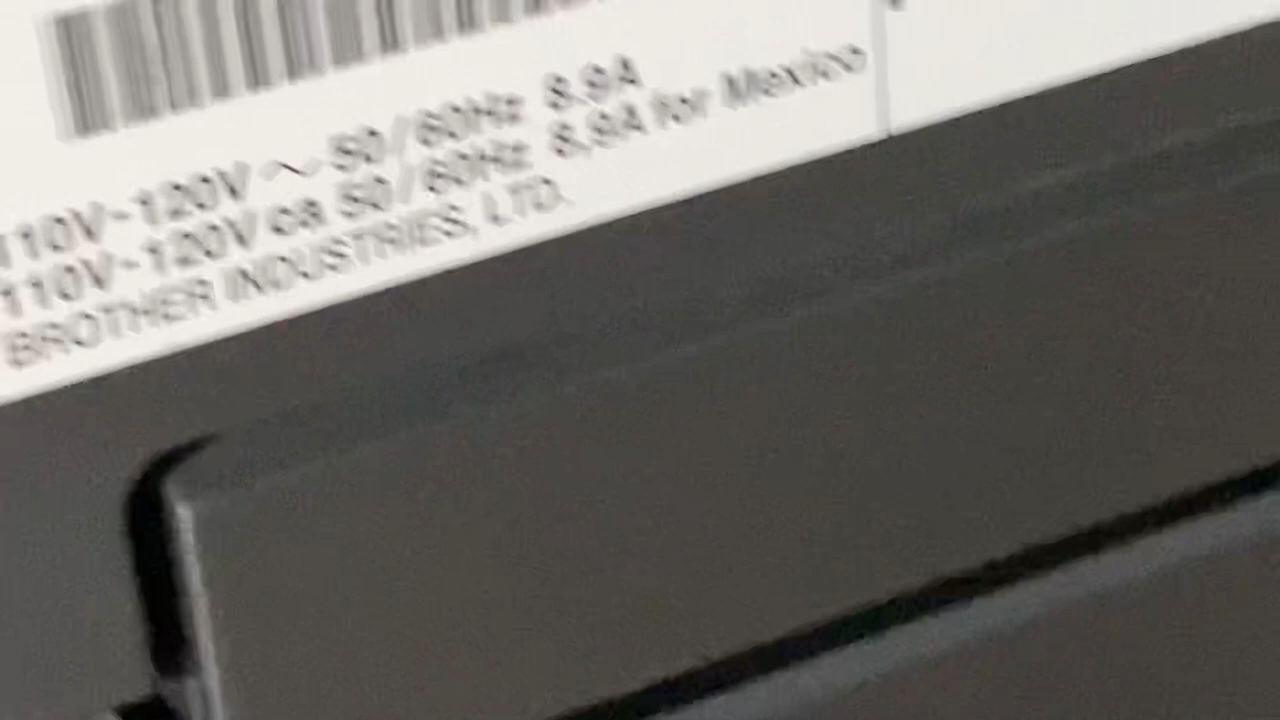 110V~120V ～ 50/60Hz 8.9A
110V~120V ca 50/60Hz 8.9A for Mexico
BROTHER INDUSTRIES, LTD.